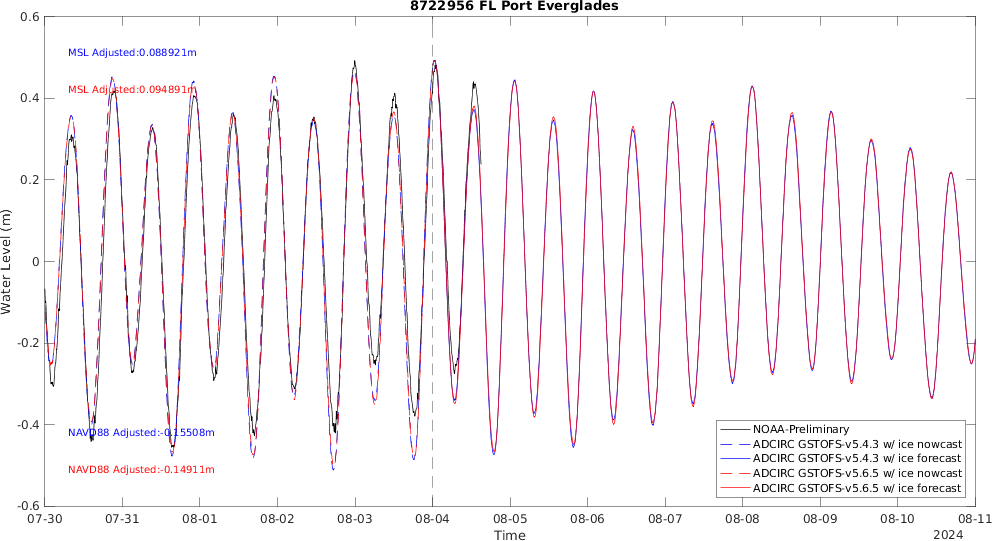 8722956 FL Port Everglades
0.6
0.4
0.2
0
-0.2
-0.4
-0.6
Water Level (m)
MSL Adjusted:0.088921m
MSL Adjusted:0.094891m
NAVD88 Adjusted:-0.15508m
NAVD88 Adjusted:-0.14911m
NOAA-Preliminary
ADCIRC GSTOFS-v5.4.3 w/ ice nowcast
ADCIRC GSTOFS-v5.4.3 w/ ice forecast
ADCIRC GSTOFS-v5.6.5 w/ ice nowcast
ADCIRC GSTOFS-v5.6.5 w/ ice forecast
07-30 07-31 08-01 08-02 08-03 08-04 08-05 08-06 08-07 08-08 08-09 08-10 08-11
Time
2024